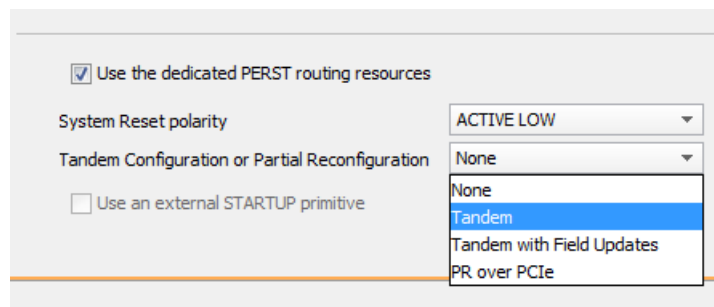 Use the dedicated PERST routing resources
System Reset polarity ACTIVE LOW
Tandem Configuration or Partial Reconfiguration None
Use an external STARTUP primitive
None
Tandem
Tandem with Field Updates
PR over PCIe